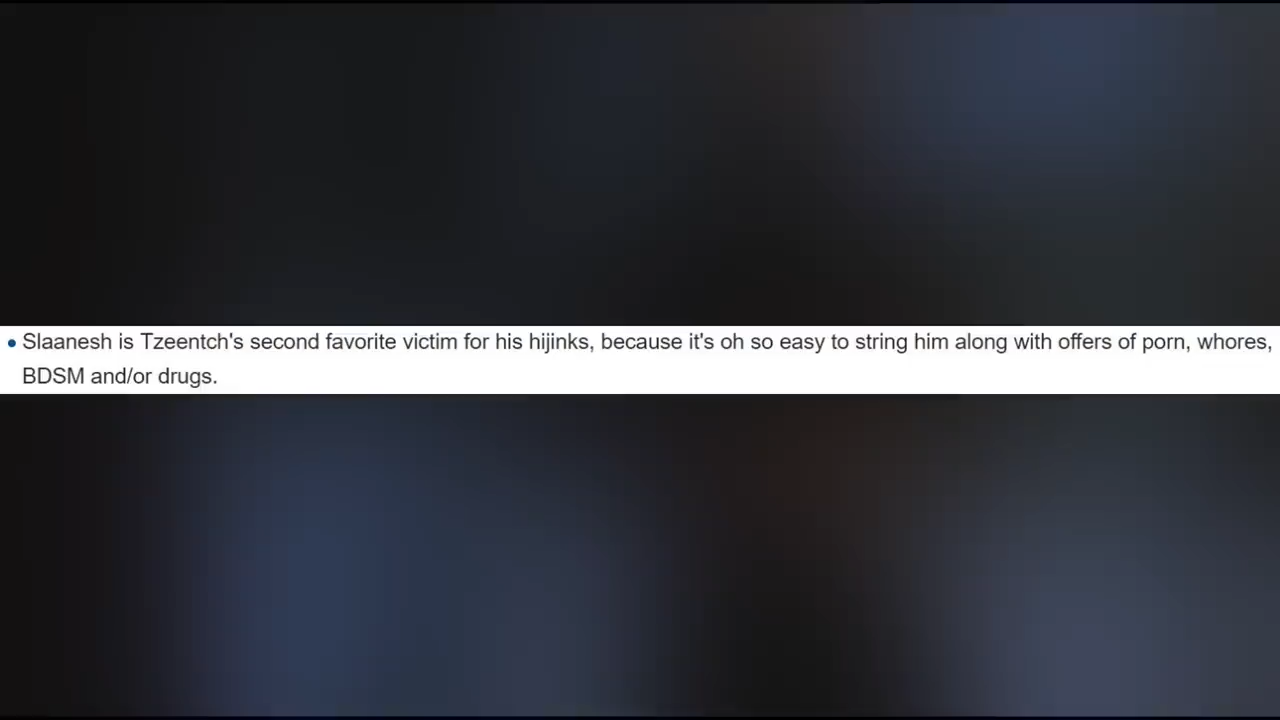 • Slaanesh is Tzeentch's second favorite victim for his hijinks, because it's oh so easy to string him along with offers of porn, whores,
BDSM and/or drugs.